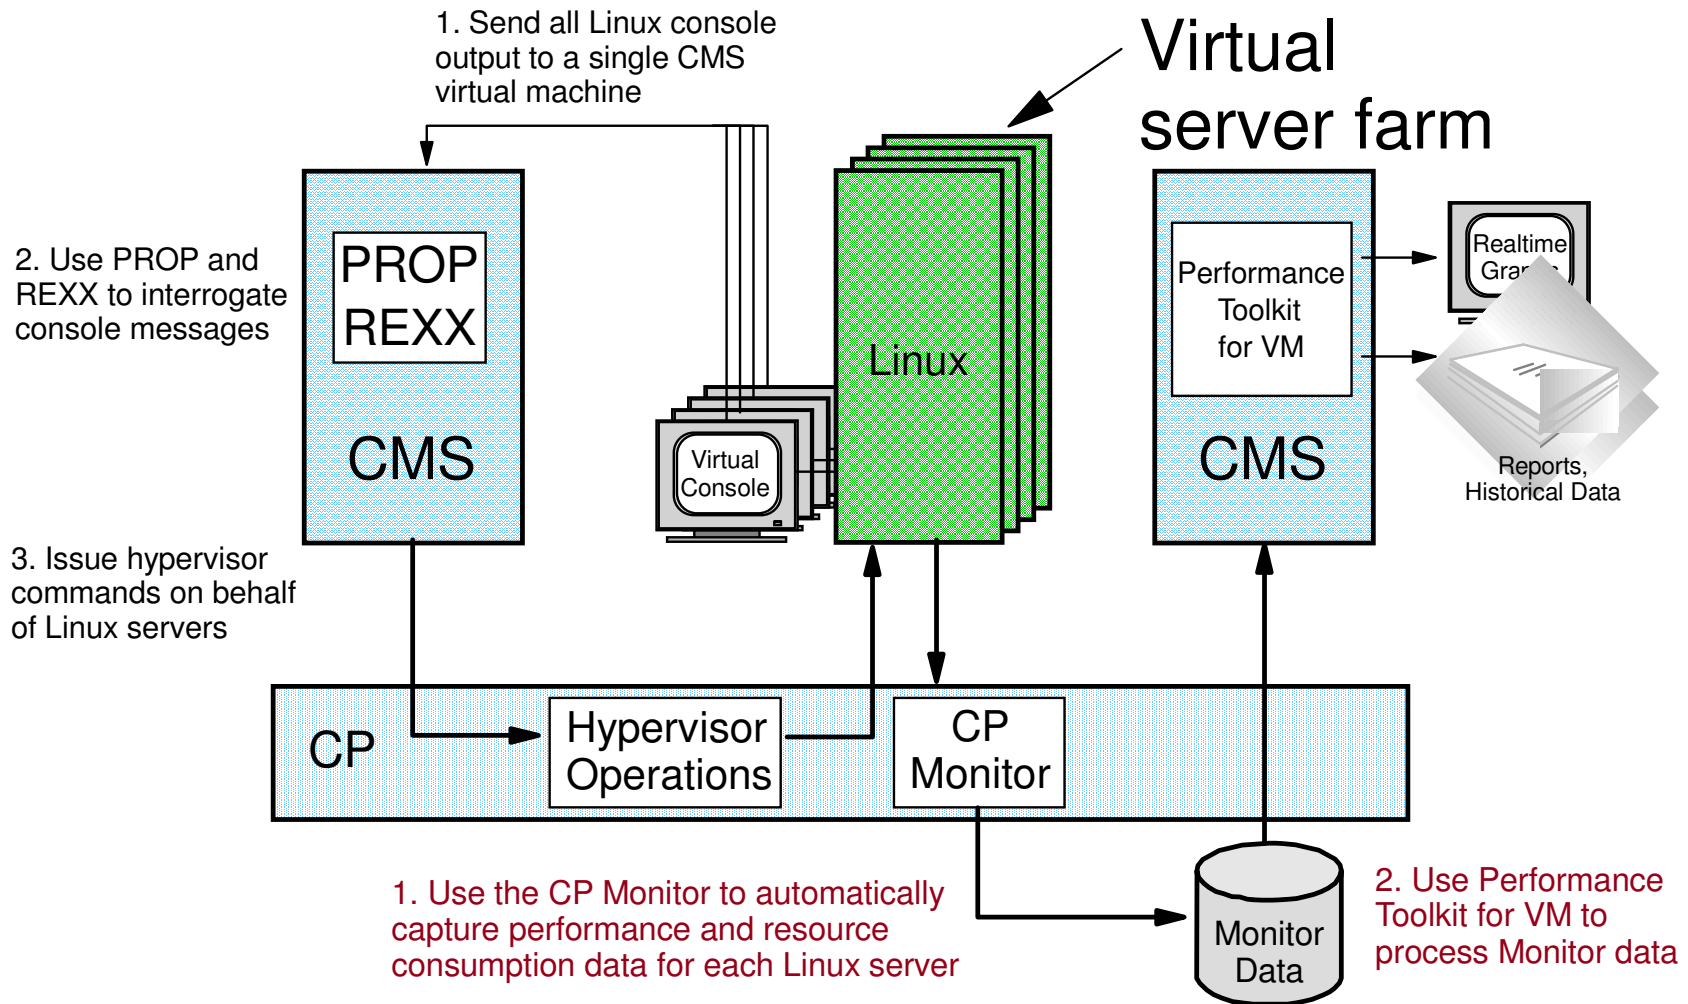 1. Send all Linux console
output to a single CMS
virtual machine
Virtual
server farm
2. Use PROP and
REXX to interrogate
console messages
PROP
REXX
CMS
Virtual
Console
Linux
Performance
Toolkit
for VM
CMS
Realtime
Reports,
Historical Data
3. Issue hypervisor
commands on behalf
of Linux servers
CP
Hypervisor
Operations
CP
Monitor
1. Use the CP Monitor to automatically
capture performance and resource
consumption data for each Linux server
Monitor
Data
2. Use Performance
Toolkit for VM to
process Monitor data